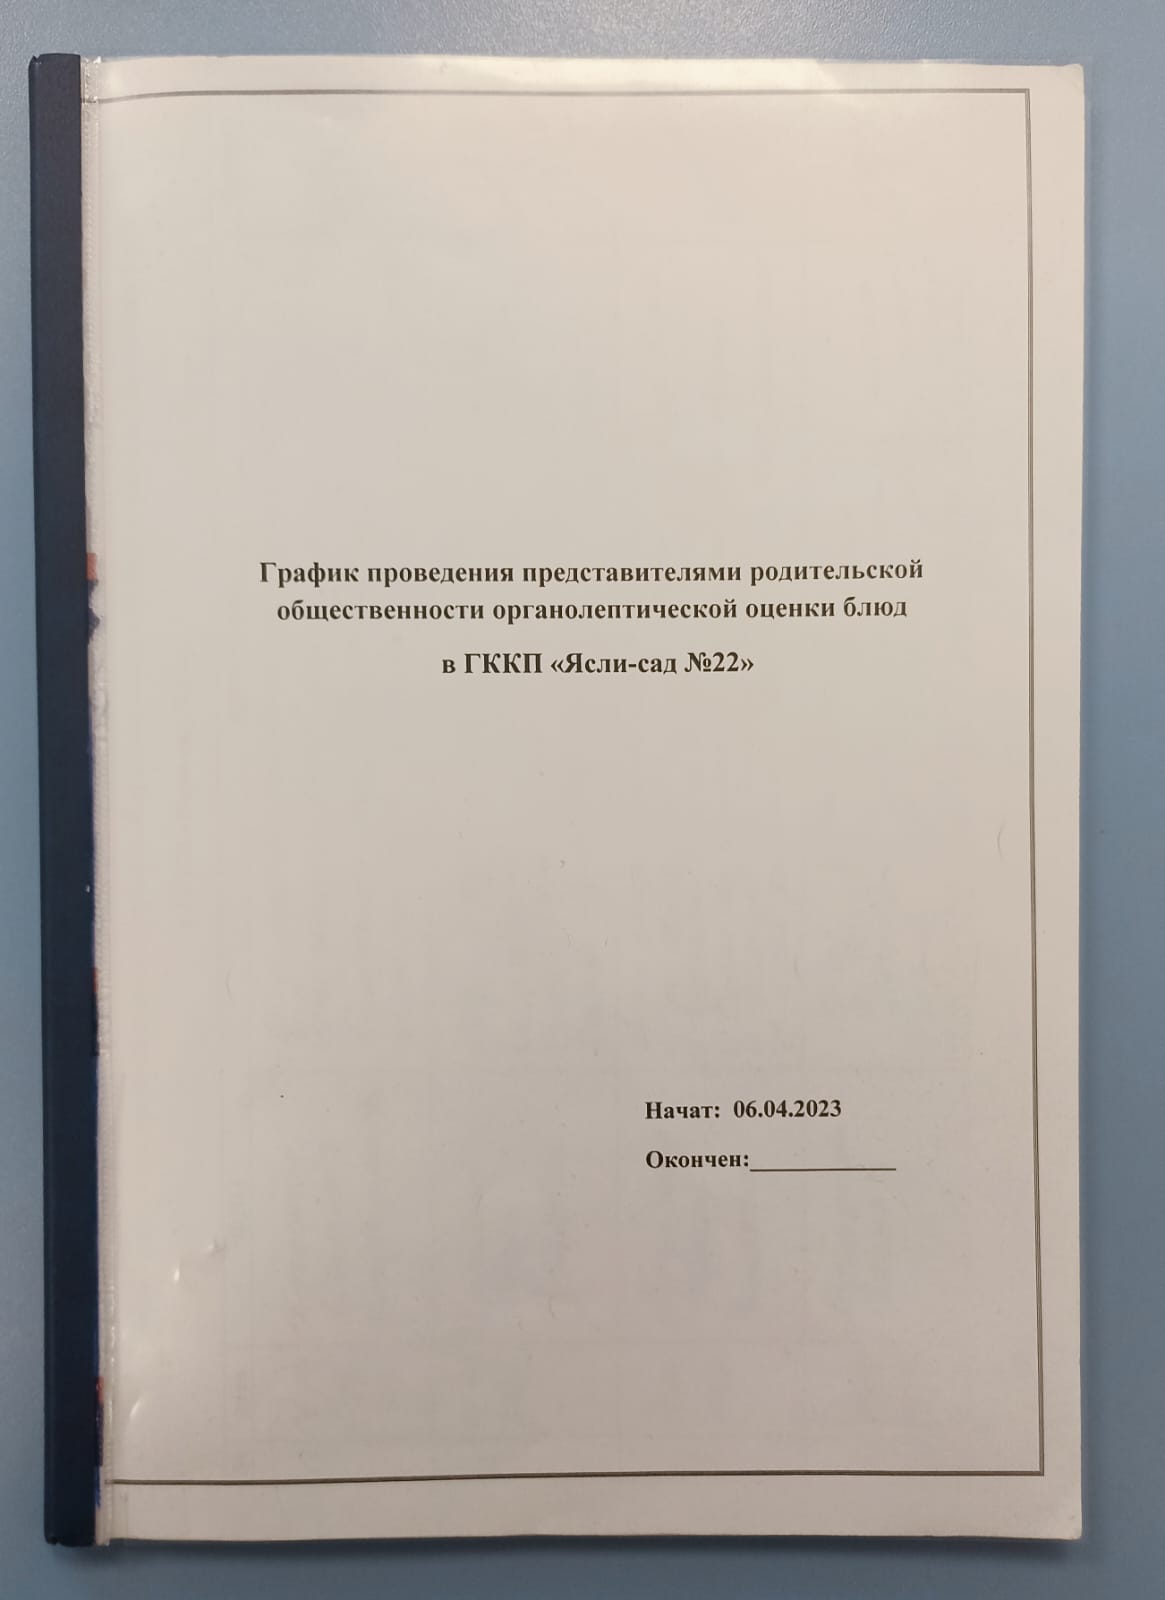 График проведения представителями родительской
общественности органолептической оценки блюд
в ГККП «Ясли-сад №22»
Начат: 06.04.2023
Окончен:____________